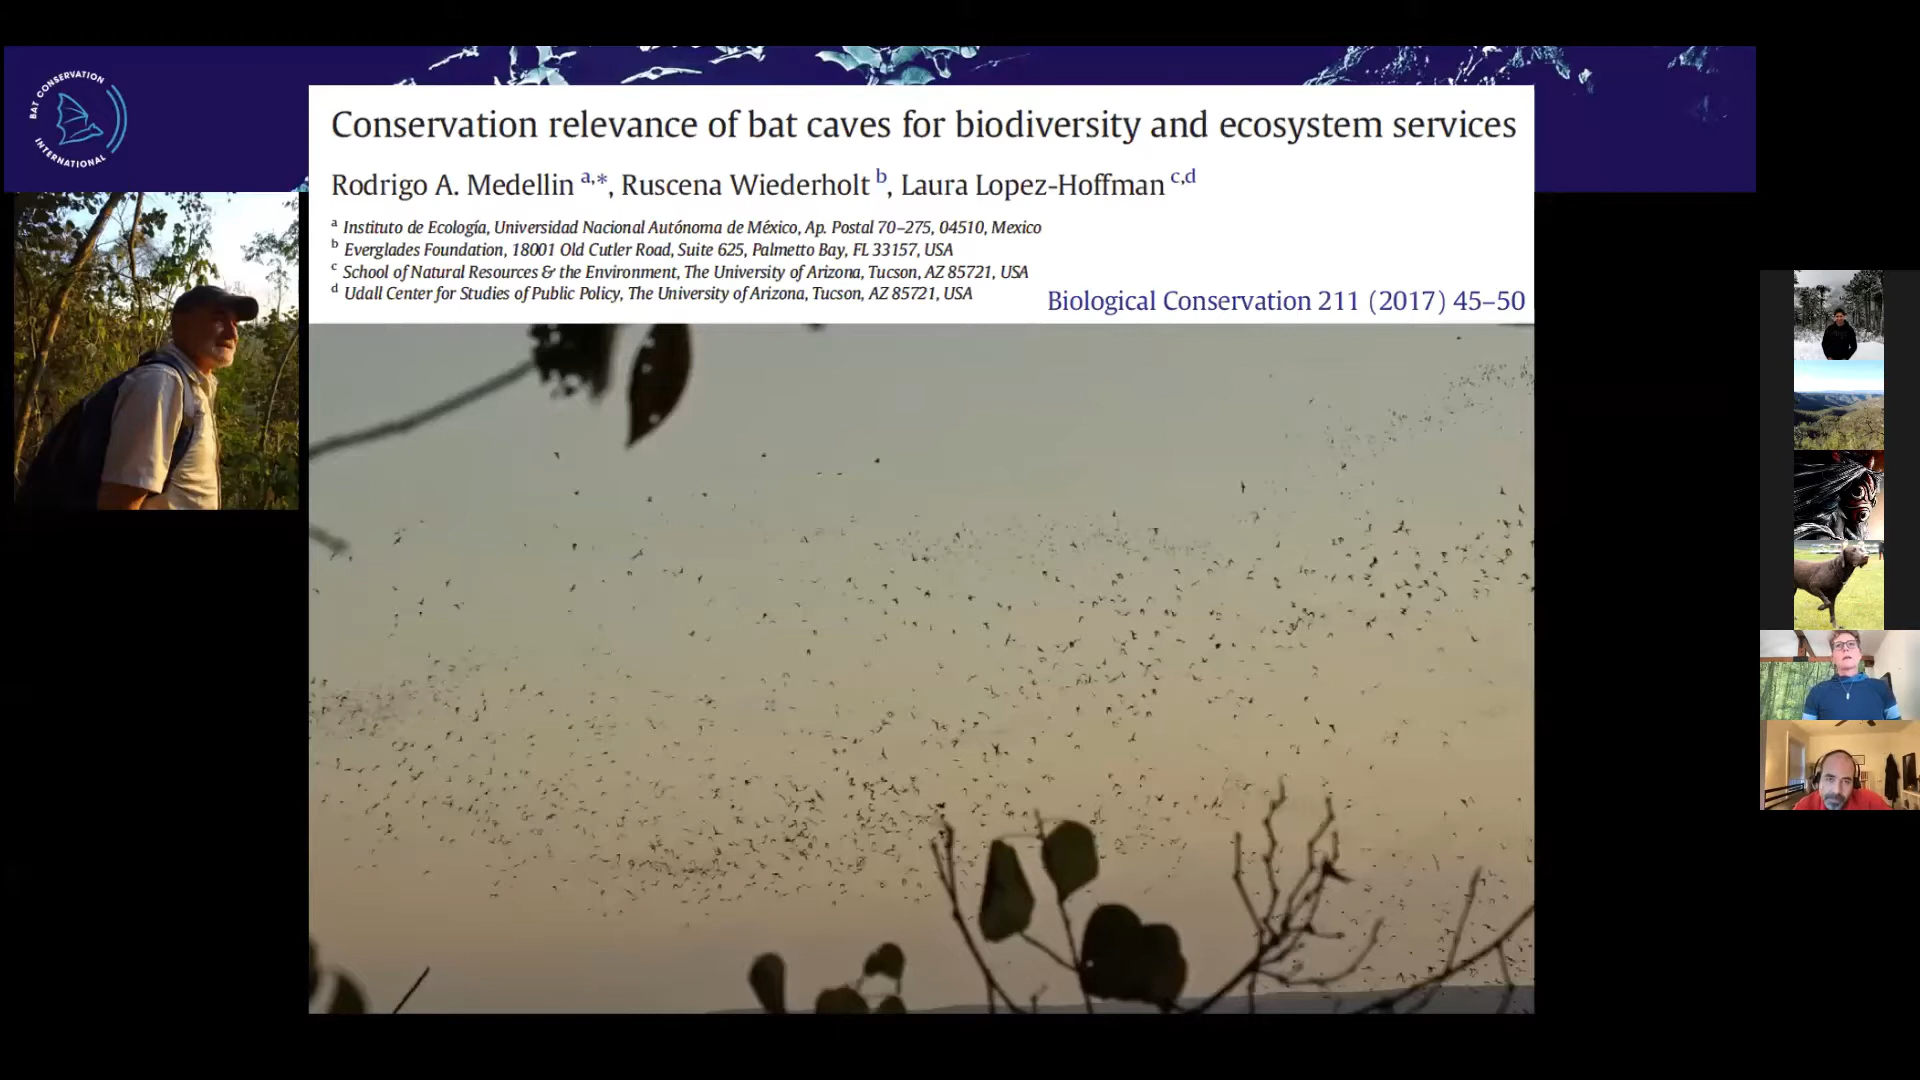 BAT CONSERVATION
INTERNATIONAL
Conservation relevance of bat caves for biodiversity and ecosystem services
Rodrigo A. Medellin a,*, Ruscena Wiederholt b, Laura Lopez-Hoffman c,d
a Instituto de Ecología, Universidad Nacional Autónoma de México, Ap. Postal 70–275, 04510, Mexico
b Everglades Foundation, 18001 Old Cutler Road, Suite 625, Palmetto Bay, FL 33157, USA
c School of Natural Resources & the Environment, The University of Arizona, Tucson, AZ 85721, USA
d Udall Center for Studies of Public Policy, The University of Arizona, Tucson, AZ 85721, USA
Biological Conservation 211 (2017) 45–50